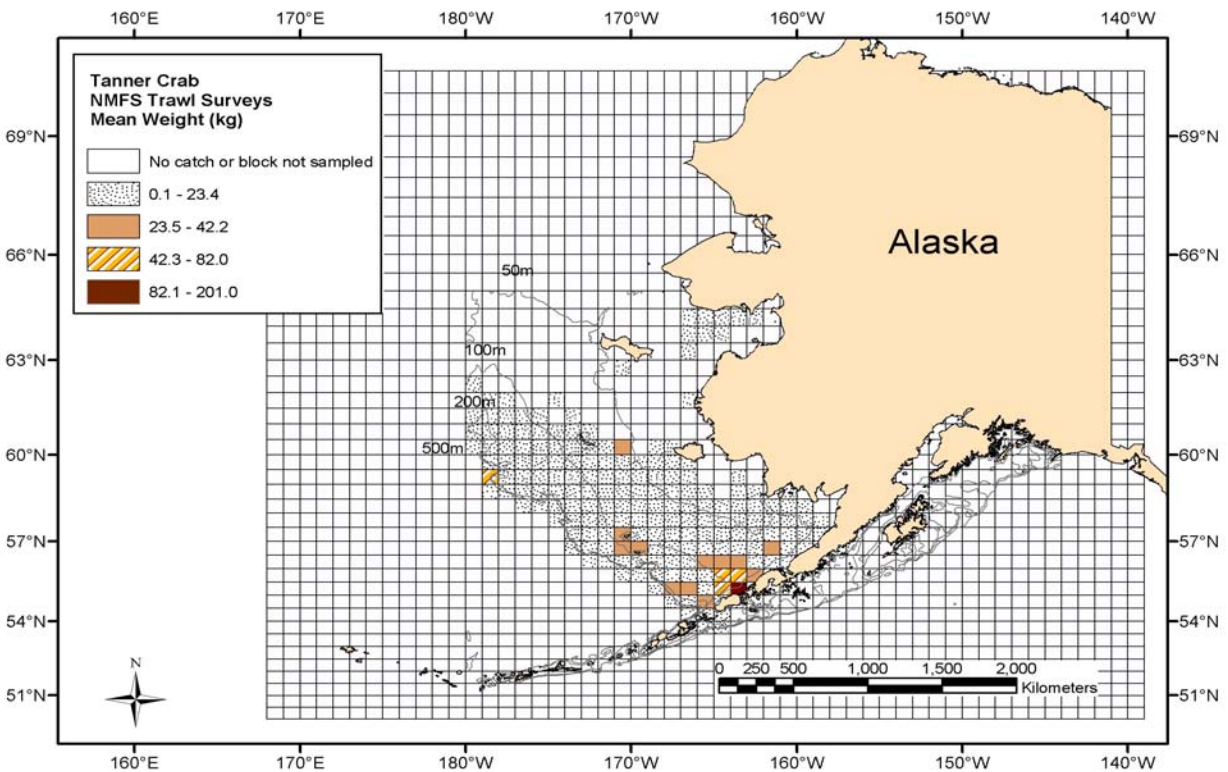 160°E 170°E 180°W 170°W 160°W 150°W 140°W
Tanner Crab
NMFS Trawl Surveys
Mean Weight (kg)
No catch or block not sampled
0.1 - 23.4
23.5 - 42.2
42.3 - 82.0
82.1 - 201.0
69°N 69°N
Alaska
66°N 66°N
50m
63°N 63°N
100m
200m
500m
60°N 60°N
57°N 57°N
54°N 54°N
N
0 250 500 1,000 1,500 2,000
Kilometers
51°N 51°N
160°E 170°E 180°W 170°W 160°W 150°W 140°W